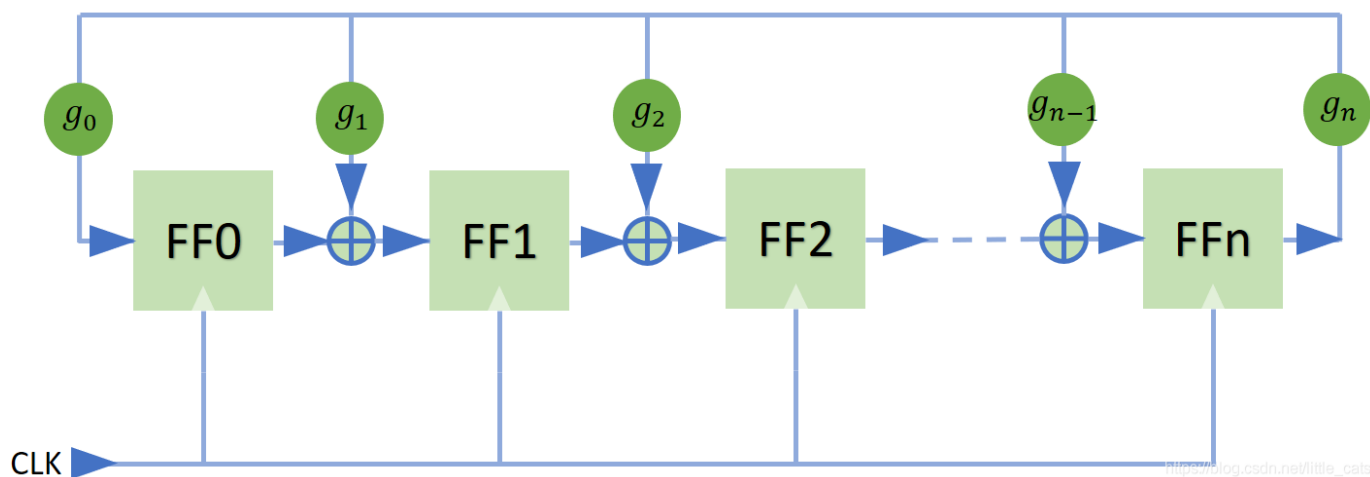 g₀ g₁ g₂ gₙ₋₁ gₙ
FF0 FF1 FF2 FFn
CLK
https://blog.csdn.net/little_cats